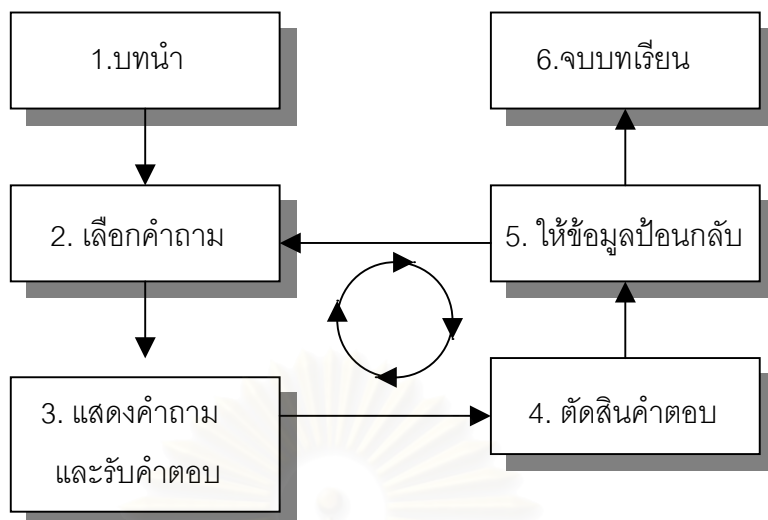 1.บทนำ
6.จบบทเรียน
2. เลือกคำถาม
5. ให้ข้อมูลป้อนกลับ
3. แสดงคำถาม
และรับคำตอบ
4. ตัดสินคำตอบ